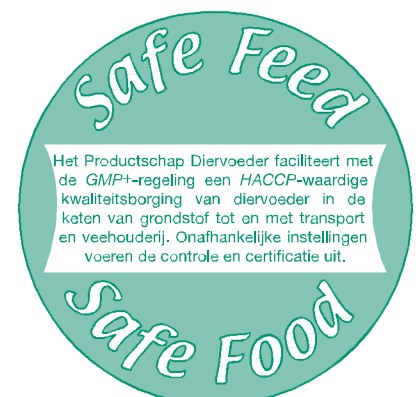 Safe Feed
Het Productschap Diervoeder faciliteert met
de GMP+-regeling een HACCP-waardige
kwaliteitsborging van diervoeder in de
keten van grondstof tot en met transport
en veehouderij. Onafhankelijke instellingen
voeren de controle en certificatie uit.
Safe Food